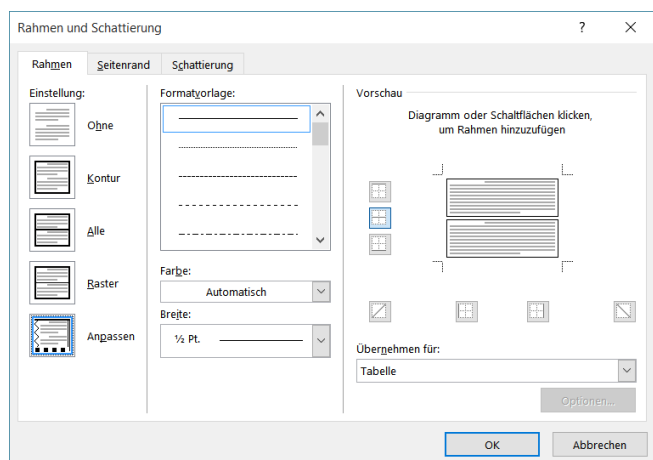 Rahmen und Schattierung
?
Rahmen
Seitenrand
Schattierung
Einstellung:
Ohne
Kontur
Alle
Raster
Anpassen
Formatvorlage:
Farbe:
Automatisch
Breite:
½ Pt.
Vorschau
Diagramm oder Schaltflächen klicken,
um Rahmen hinzuzufügen
Übernehmen für:
Tabelle
Optionen...
OK
Abbrechen